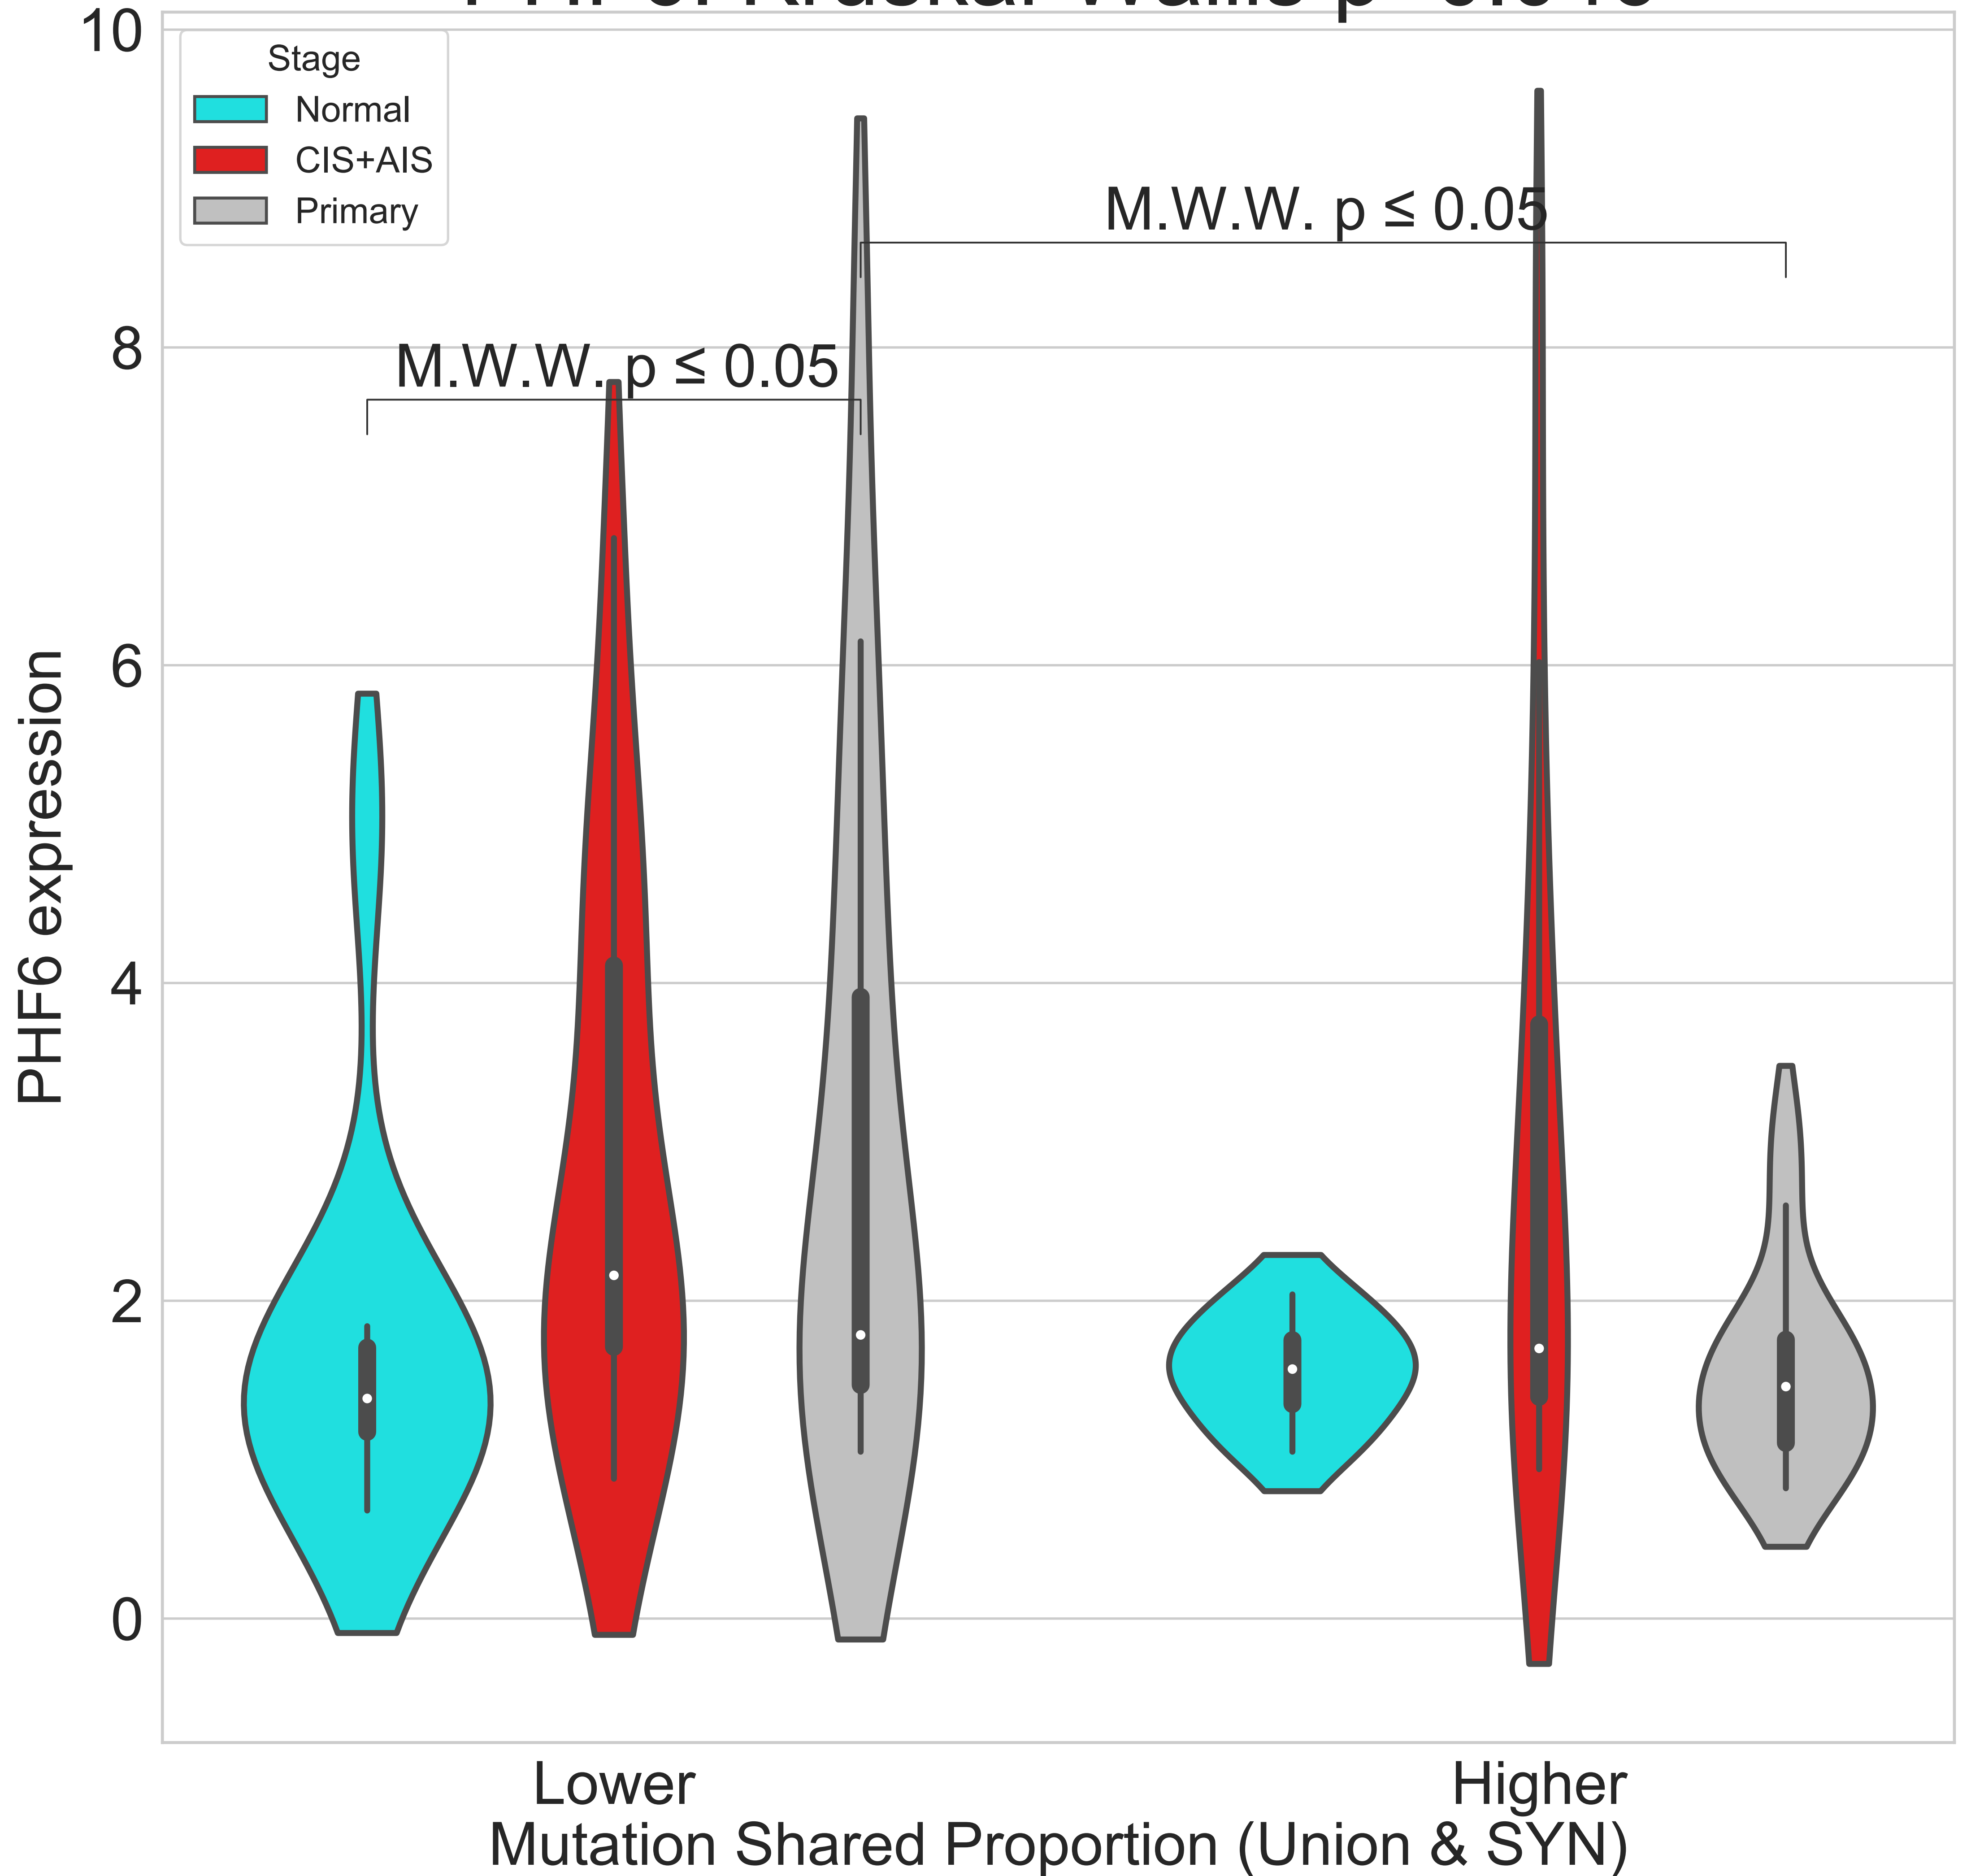 10
8
6
4
2
0
PHF6 expression
Stage
Normal
CIS+AIS
Primary
M.W.W. p ≤ 0.05
M.W.W. p ≤ 0.05
Lower
Higher
Mutation Shared Proportion (Union & SYN)